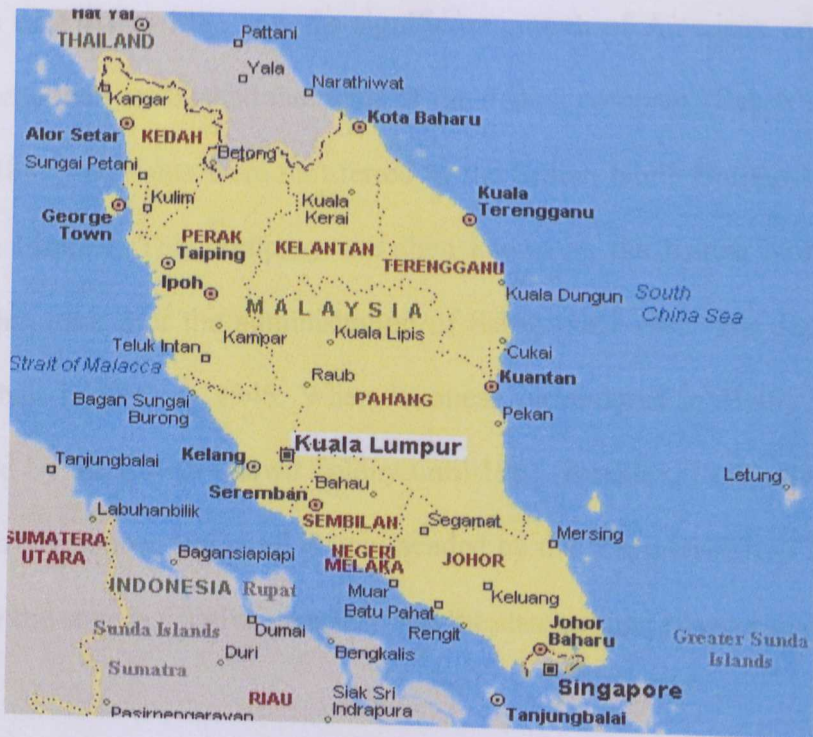 Hat Yai
THAILAND
Pattani
Yala
Narathiwat
Kangar
Alor Setar
KEDAH
Kota Baharu
Sungai Petani
Betong
Kulim
Kuala
Kerai
Kuala
Terengganu
George
Town
PERAK
Taiping
KELANTAN
TERENGGANU
Ipoh
MALAYSIA
Kuala Dungun
South
China Sea
Kampar
Kuala Lipis
Teluk Intan
Cukai
Strait of Malacca
Raub
Kuantan
Bagan Sungai
Burong
PAHANG
Pekan
Kuala Lumpur
Tanjungbalai
Kelang
Letung
Bahau
Seremban
Labuhanbilik
SEMBILAN
Segamat
Mersing
SUMATERA
UTARA
NEGERI
MELAKA
JOHOR
Bagansiapiapi
INDONESIA
Rupat
Muar
Keluang
Batu Pahat
Sunda Islands
Dumai
Rengit
Johor
Baharu
Greater Sunda
Islands
Duri
Bengkalis
Sumatra
Singapore
RIAU
Siak Sri
Indrapura
Pasirpengarayan
Tanjungbalai